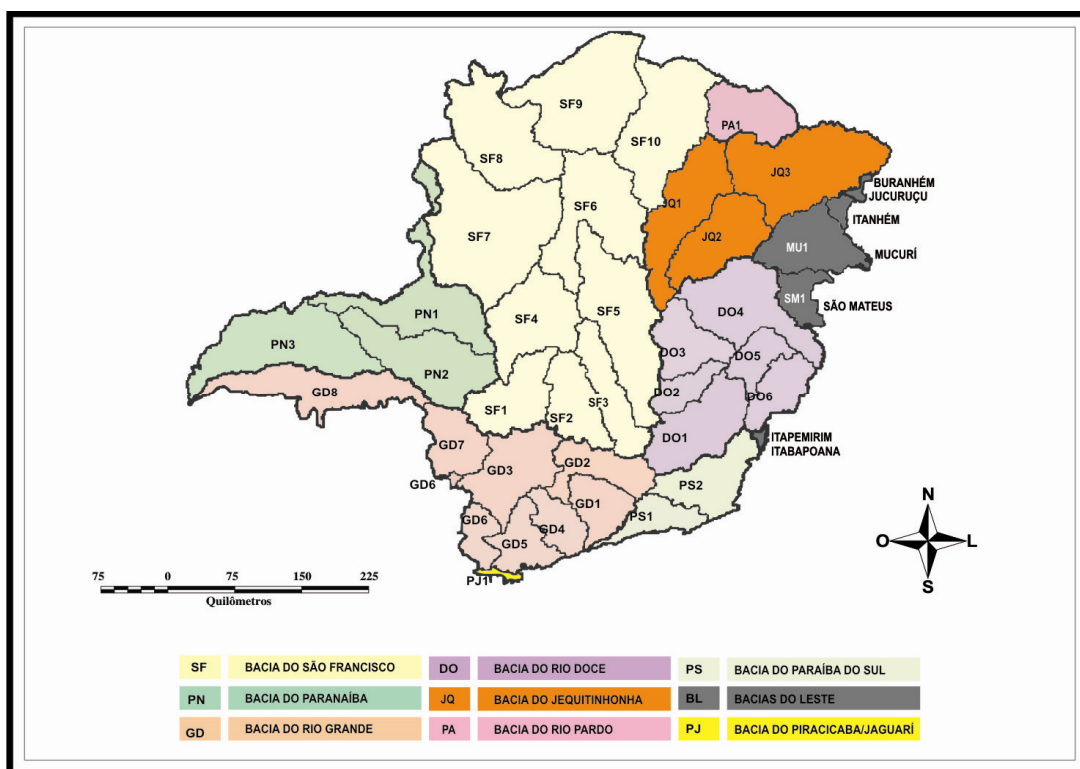 SF9
PA1
SF10
SF8
JQ3
BURANHÉM
JUCURUÇU
JQ1
SF6
ITANHÉM
SF7
JQ2
MU1
MUCURÍ
SM1
SÃO MATEUS
PN1
SF4
SF5
DO4
PN3
DO3
DO5
PN2
GD8
DO2
DO6
SF1
SF2
SF3
DO1
ITAPEMIRIM
ITABAPOANA
GD7
GD3
GD2
PS2
GD6
GD1
PS1
GD6
GD4
GD5
PJ1
N
O
L
S
75 0 75 150 225
Quilômetros
SF BACIA DO SÃO FRANCISCO
DO BACIA DO RIO DOCE
PS BACIA DO PARAÍBA DO SUL
PN BACIA DO PARANAÍBA
JQ BACIA DO JEQUITINHONHA
BL BACIAS DO LESTE
GD BACIA DO RIO GRANDE
PA BACIA DO RIO PARDO
PJ BACIA DO PIRACICABA/JAGUARÍ